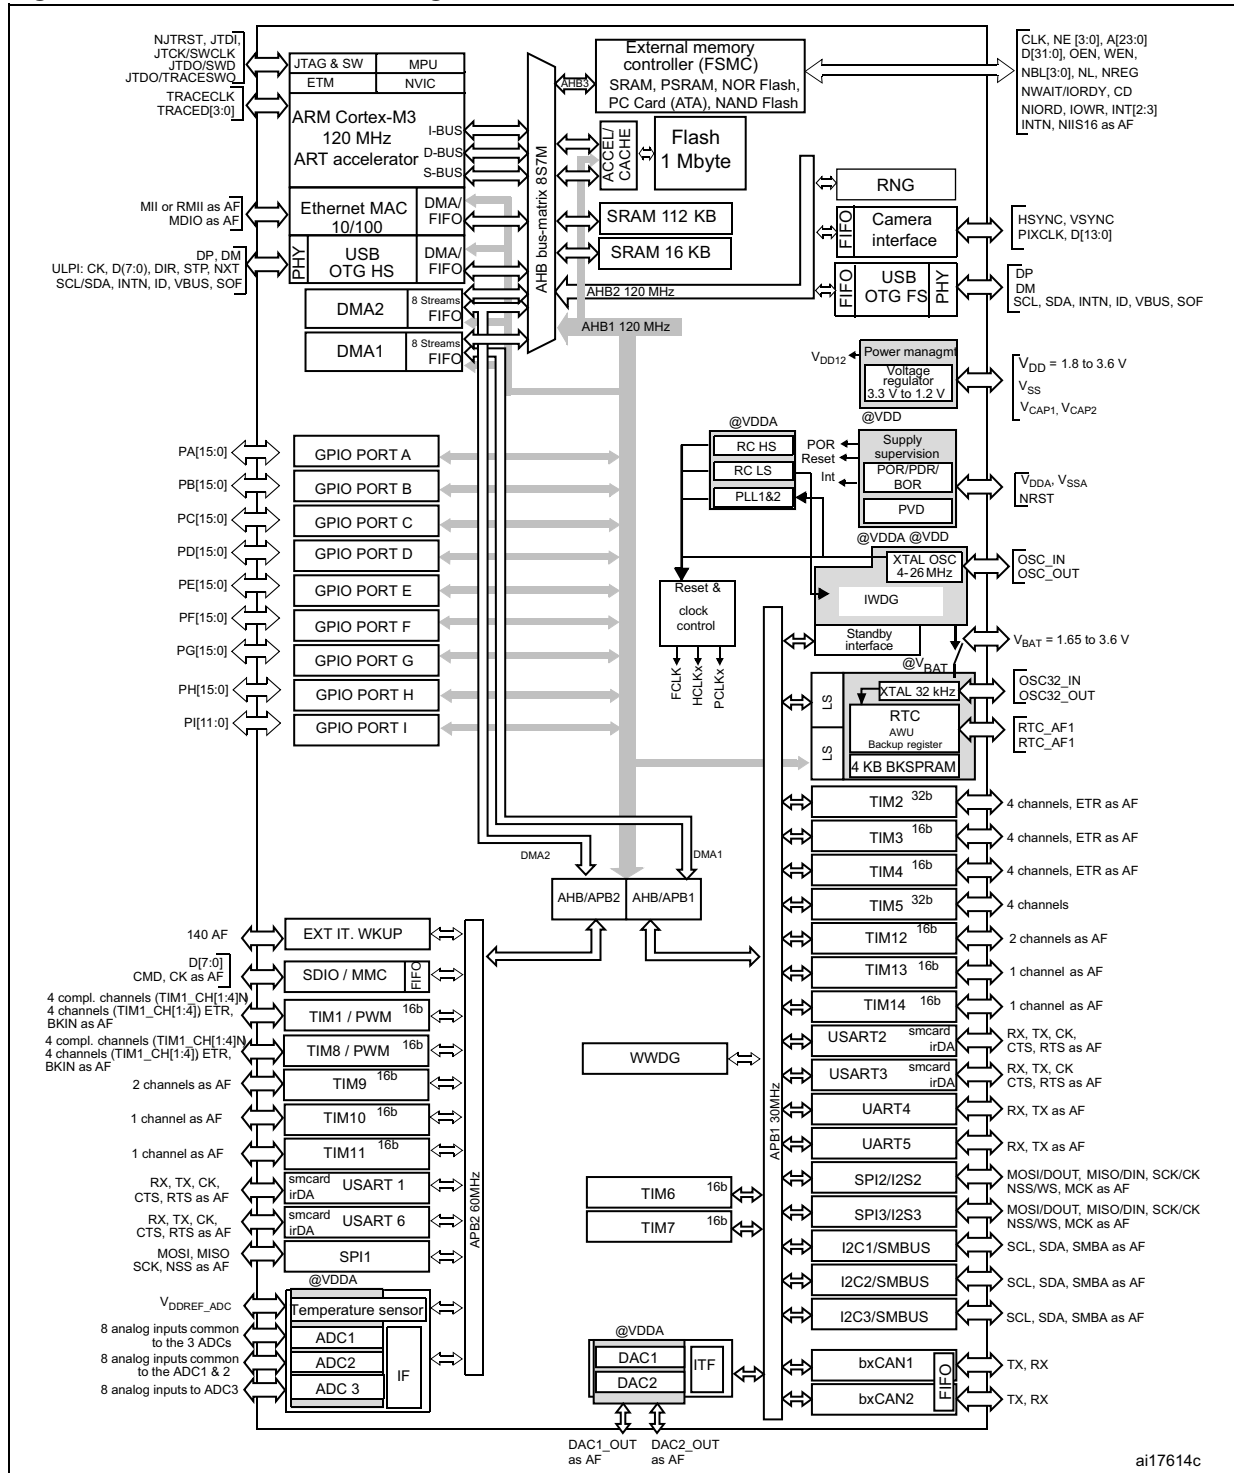 NJTRST, JTDI,
JTCK/SWCLK
JTDO/SWD
JTDO/TRACESWO
TRACECLK
TRACED[3:0]
JTAG & SW
MPU
ETM
NVIC
ARM Cortex-M3
120 MHz
ART accelerator
I-BUS
D-BUS
S-BUS
MII or RMII as AF
MDIO as AF
Ethernet MAC
10/100
DMA/
FIFO
DP, DM
ULPI: CK, D(7:0), DIR, STP, NXT
SCL/SDA, INTN, ID, VBUS, SOF
PHY
USB
OTG HS
DMA/
FIFO
DMA2
8 Streams
FIFO
DMA1
8 Streams
FIFO
AHB bus-matrix 8S7M
External memory
controller (FSMC)
SRAM, PSRAM, NOR Flash,
PC Card (ATA), NAND Flash
AHB3
CLK, NE [3:0], A[23:0]
D[31:0], OEN, WEN,
NBL[3:0], NL, NREG
NWAIT/IORDY, CD
NIORD, IOWR, INT[2:3]
INTN, NIIS16 as AF
ACCEL/
CACHE
Flash
1 Mbyte
SRAM 112 KB
SRAM 16 KB
AHB2 120 MHz
AHB1 120 MHz
RNG
FIFO
Camera
interface
HSYNC, VSYNC
PIXCLK, D[13:0]
FIFO
USB
OTG FS
PHY
DP
DM
SCL, SDA, INTN, ID, VBUS, SOF
VDD12
Power managmt
Voltage
regulator
3.3 V to 1.2 V
@VDD
VDD = 1.8 to 3.6 V
VSS
VCAP1, VCAP2
@VDDA
RC HS
RC LS
PLL1&2
POR
Reset
Int
Supply
supervision
POR/PDR/
BOR
PVD
VDDA, VSSA
NRST
@VDDA @VDD
XTAL OSC
4- 26 MHz
IWDG
OSC_IN
OSC_OUT
Reset &
clock
control
FCLK
HCLKx
PCLKx
Standby
interface
VBAT = 1.65 to 3.6 V
@VBAT
LS
LS
XTAL 32 kHz
RTC
AWU
Backup register
4 KB BKSPRAM
OSC32_IN
OSC32_OUT
RTC_AF1
RTC_AF1
PA[15:0]
GPIO PORT A
PB[15:0]
GPIO PORT B
PC[15:0]
GPIO PORT C
PD[15:0]
GPIO PORT D
PE[15:0]
GPIO PORT E
PF[15:0]
GPIO PORT F
PG[15:0]
GPIO PORT G
PH[15:0]
GPIO PORT H
PI[11:0]
GPIO PORT I
DMA2
DMA1
AHB/APB2
AHB/APB1
140 AF
EXT IT. WKUP
D[7:0]
CMD, CK as AF
SDIO / MMC
FIFO
4 compl. channels (TIM1_CH[1:4]N)
4 channels (TIM1_CH[1:4]) ETR,
BKIN as AF
TIM1 / PWM 16b
4 compl. channels (TIM1_CH[1:4]N
4 channels (TIM1_CH[1:4]) ETR,
BKIN as AF
TIM8 / PWM 16b
2 channels as AF
TIM9 16b
1 channel as AF
TIM10 16b
1 channel as AF
TIM11 16b
RX, TX, CK,
CTS, RTS as AF
smcard
irDA
USART 1
RX, TX, CK,
CTS, RTS as AF
smcard
irDA
USART 6
MOSI, MISO
SCK, NSS as AF
SPI1
@VDDA
VDDREF_ADC
Temperature sensor
8 analog inputs common
to the 3 ADCs
ADC1
8 analog inputs common
to the ADC1 & 2
ADC2
8 analog inputs to ADC3
ADC 3
IF
APB2 60MHz
WWDG
TIM6 16b
TIM7 16b
@VDDA
DAC1
DAC2
ITF
DAC1_OUT
as AF
DAC2_OUT
as AF
APB1 30MHz
TIM2 32b
4 channels, ETR as AF
TIM3 16b
4 channels, ETR as AF
TIM4 16b
4 channels, ETR as AF
TIM5 32b
4 channels
TIM12 16b
2 channels as AF
TIM13 16b
1 channel as AF
TIM14 16b
1 channel as AF
USART2
smcard
irDA
RX, TX, CK,
CTS, RTS as AF
USART3
smcard
irDA
RX, TX, CK
CTS, RTS as AF
UART4
RX, TX as AF
UART5
RX, TX as AF
SPI2/I2S2
MOSI/DOUT, MISO/DIN, SCK/CK
NSS/WS, MCK as AF
SPI3/I2S3
MOSI/DOUT, MISO/DIN, SCK/CK
NSS/WS, MCK as AF
I2C1/SMBUS
SCL, SDA, SMBA as AF
I2C2/SMBUS
SCL, SDA, SMBA as AF
I2C3/SMBUS
SCL, SDA, SMBA as AF
bxCAN1
TX, RX
bxCAN2
FIFO
TX, RX
ai17614c